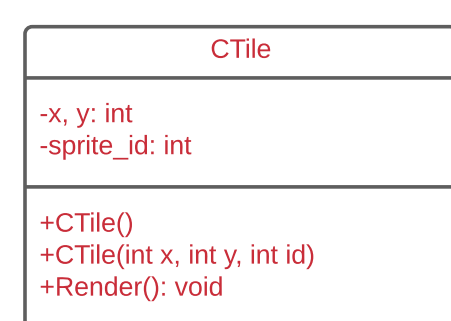 CTile
-x, y: int
-sprite_id: int
+CTile()
+CTile(int x, int y, int id)
+Render(): void